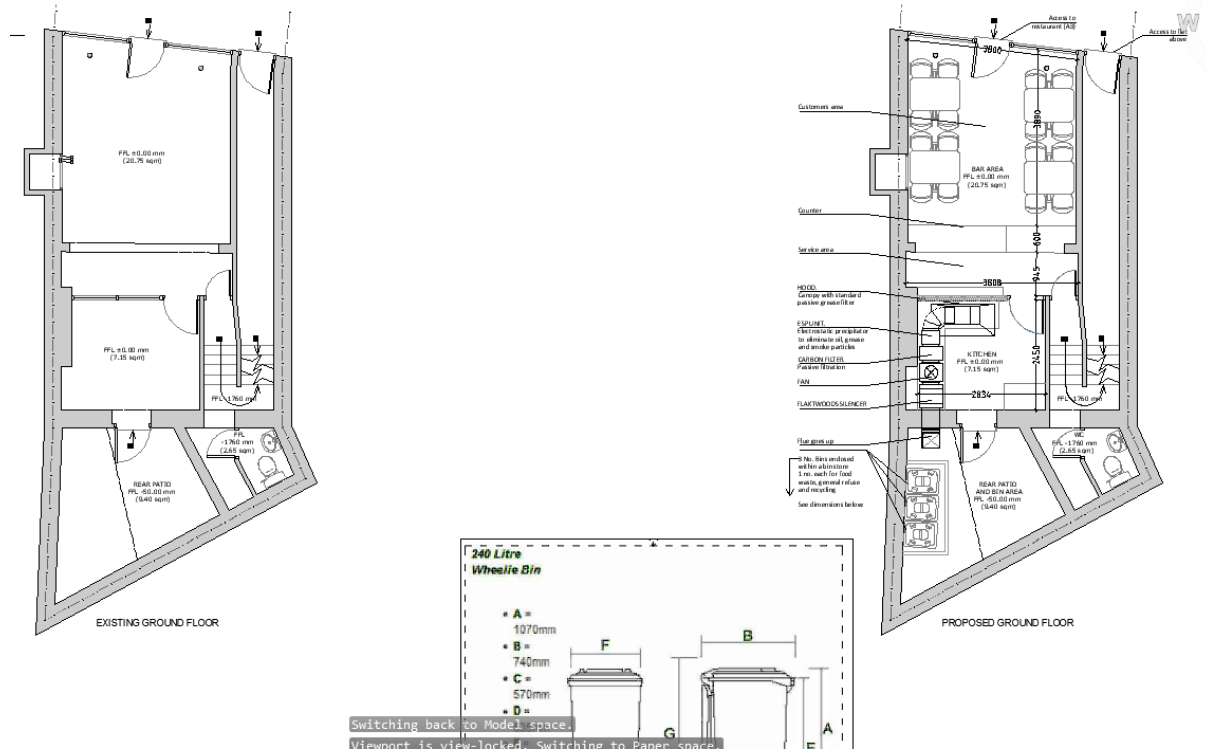 FFL ±0.00 mm
(20.75 sqm)
FFL ±0.00 mm
(7.15 sqm)
FFL -1760 mm
FFL
-1760 mm
(2.65 sqm)
REAR PATIO
FFL -50.00 mm
(9.40 sqm)
EXISTING GROUND FLOOR
Access to
restaurant (A3)
Access to flat
above
W
3800
Customers area
3890
BAR AREA
FFL ±0.00 mm
(20.75 sqm)
Counter
600
Service area
945
3808
HOOD.
Canopy with standard
passive grease filter
ESP UNIT.
Electrostatic precipitator
to eliminate oil, grease
and smoke particles
CARBON FILTER.
Passive filtration
FAN
FLAKTWOODS SILENCER
KITCHEN
FFL ±0.00 mm
(7.15 sqm)
2450
2834
FFL -1760 mm
Flue goes up
3 No. Bins enclosed
within a bin store
1 no. each for food
waste, general refuse
and recycling
See dimensions below
WC
FFL -1760 mm
(2.65 sqm)
REAR PATIO
AND BIN AREA
FFL -50.00 mm
(9.40 sqm)
PROPOSED GROUND FLOOR
240 Litre
Wheelie Bin
A =
1070mm
B =
740mm
C =
570mm
D =
F
B
G
A
Switching back to Model space.
Viewport is view-locked. Switching to Paper space.